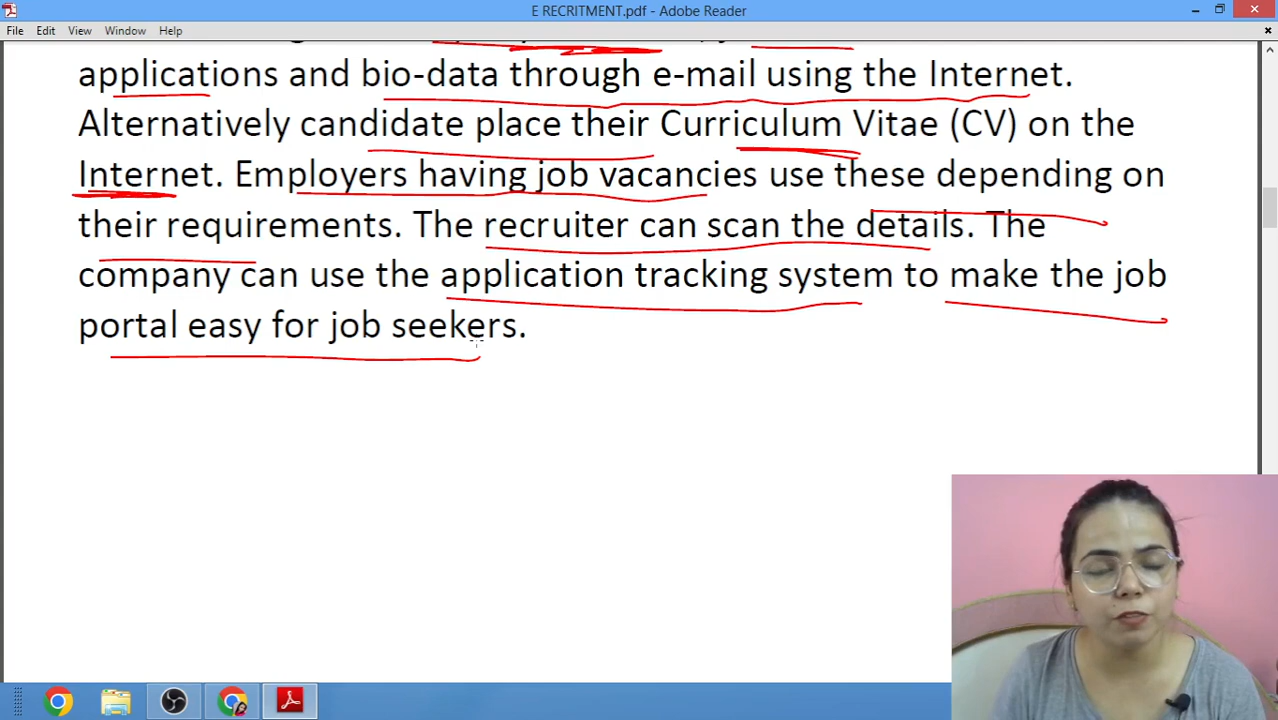 E RECRITMENT.pdf - Adobe Reader
File Edit View Window Help
applications and bio-data through e-mail using the Internet.
Alternatively candidate place their Curriculum Vitae (CV) on the
Internet. Employers having job vacancies use these depending on
their requirements. The recruiter can scan the details. The
company can use the application tracking system to make the job
portal easy for job seekers.